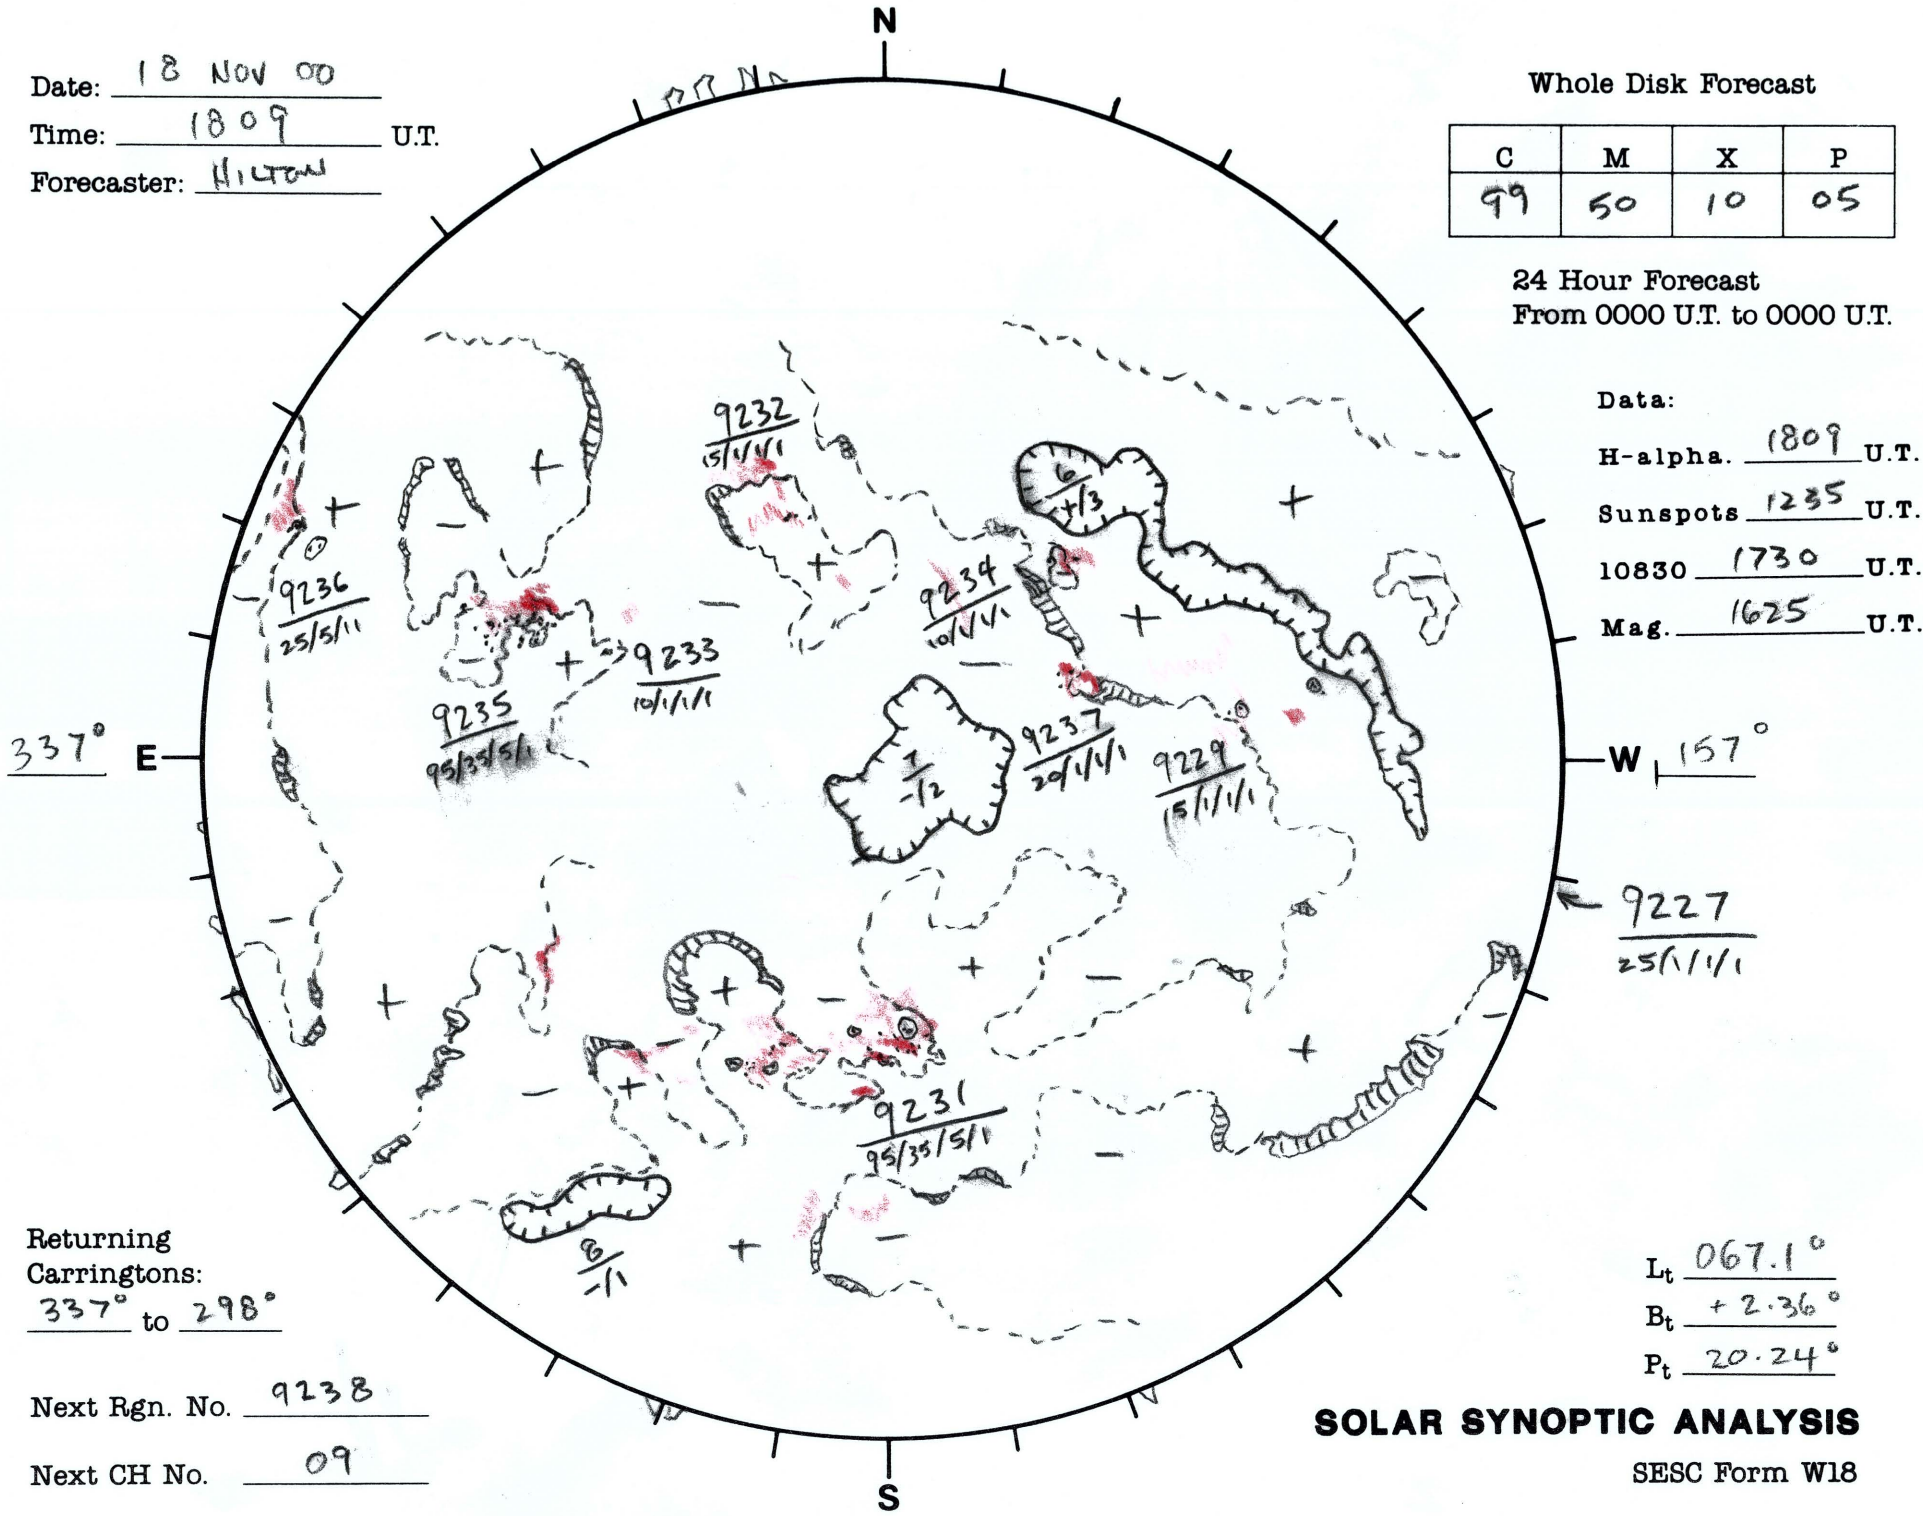 N
Date: 18 NOV 00
Time: 1809 U.T.
Forecaster: HILTON
Whole Disk Forecast
C M X P
99 50 10 05
24 Hour Forecast
From 0000 U.T. to 0000 U.T.
Data:
H-alpha. 1809 U.T.
Sunspots 1235 U.T.
10830 1730 U.T.
Mag. 1625 U.T.
9232
15/1/1/1
6
+/3
9236
25/5/11
9234
10/1/1/1
9233
10/1/1/1
9235
95/35/5/1
9237
20/1/1/1
9229
15/1/1/1
7
-/2
337° E
W 157°
9227
25/1/1/1
9231
95/35/5/1
8
-/1
Returning
Carringtons:
337° to 298°
Next Rgn. No. 9238
Next CH No. 09
Lt 067.1°
Bt +2.36°
Pt 20.24°
SOLAR SYNOPTIC ANALYSIS
SESC Form W18
S